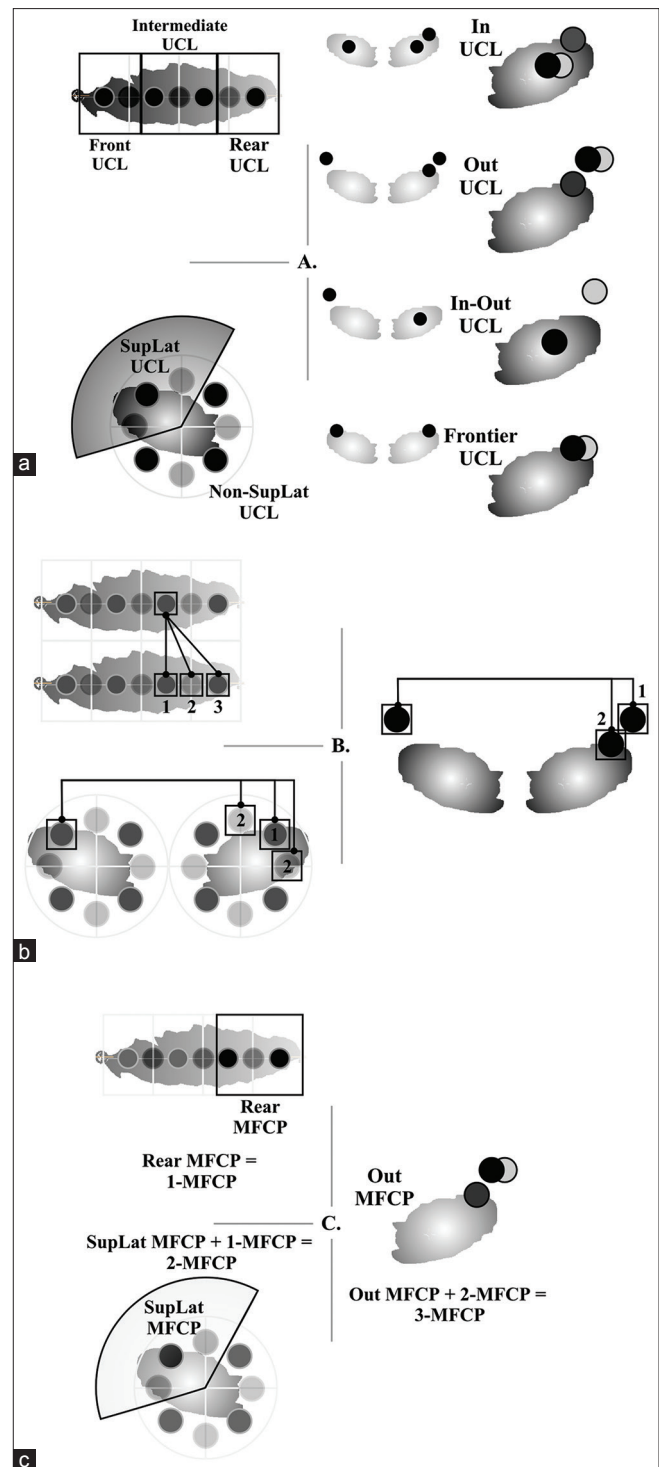 Intermediate
UCL
Front
UCL
Rear
UCL
In
UCL
Out
UCL
A.
In-Out
UCL
SupLat
UCL
Frontier
UCL
Non-SupLat
UCL
a
1 2 3
B.
1
2
2
1
2
b
Rear
MFCP
Rear MFCP =
1-MFCP
Out
MFCP
C.
SupLat MFCP + 1-MFCP =
2-MFCP
Out MFCP + 2-MFCP =
3-MFCP
SupLat
MFCP
c